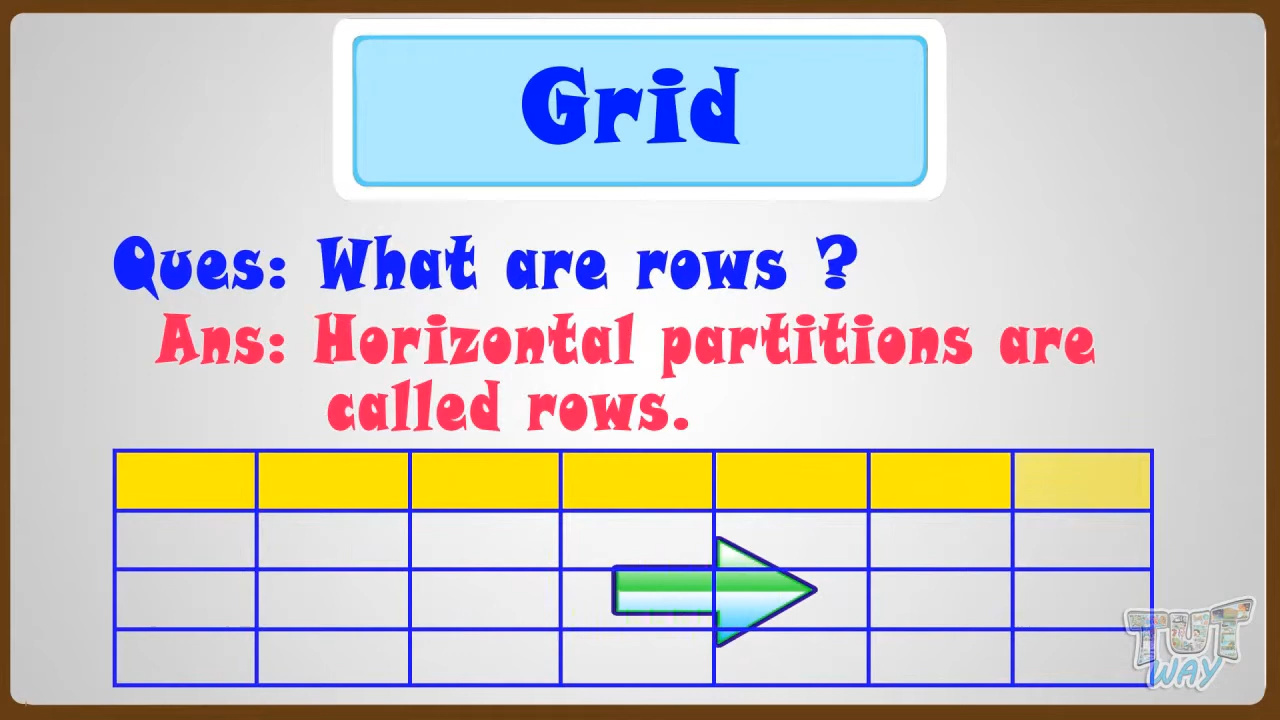 Grid
Ques: What are rows ?
Ans: Horizontal partitions are
called rows.
TUT
WAY